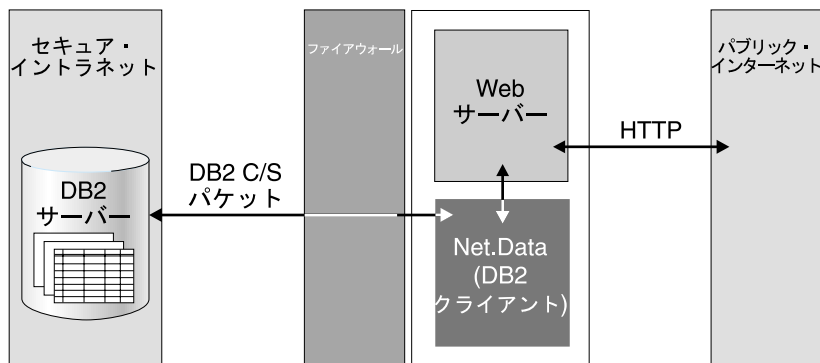 セキュア・
イントラネット
DB2
サーバー
DB2 C/S
パケット
ファイアウォール
Web
サーバー
Net.Data
(DB2
クライアント)
HTTP
パブリック・
インターネット